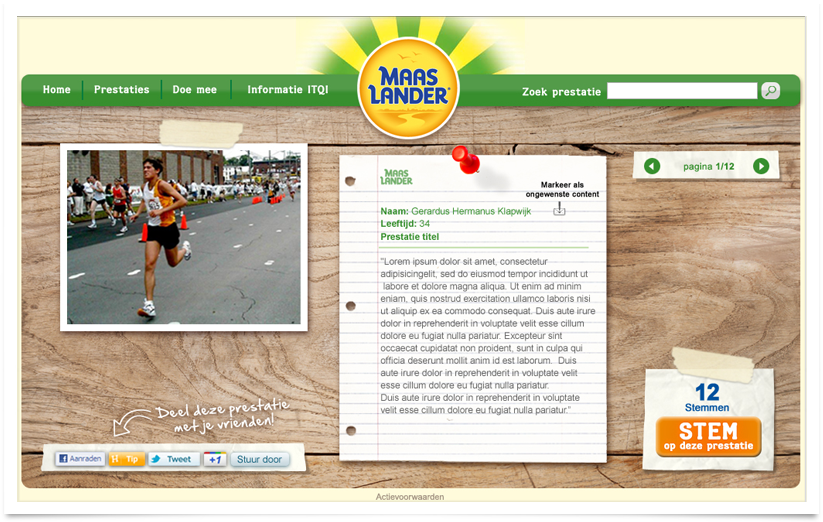 MAAS
LANDER®
Home
Prestaties
Doe mee
Informatie ITQI
Zoek prestatie
pagina 1/12
MAAS
LANDER
Markeer als
ongewenste content
Naam: Gerardus Hermanus Klapwijk
Leeftijd: 34
Prestatie titel
"Lorem ipsum dolor sit amet, consectetur
adipisicingelit, sed do eiusmod tempor incididunt ut
labore et dolore magna aliqua. Ut enim ad minim
eniam, quis nostrud exercitation ullamco laboris nisi
ut aliquip ex ea commodo consequat. Duis aute irure
dolor in reprehenderit in voluptate velit esse cillum
dolore eu fugiat nulla pariatur. Excepteur sint
occaecat cupidatat non proident, sunt in culpa qui
officia deserunt mollit anim id est laborum.  Duis
aute irure dolor in reprehenderit in voluptate velit
esse cillum dolore eu fugiat nulla pariatur.
Duis aute irure dolor in reprehenderit in voluptate
velit esse cillum dolore eu fugiat nulla pariatur."
12
Stemmen
STEM
op deze prestatie
Deel deze prestatie
met je vrienden!
Aanraden
H Tip
Tweet
+1
Stuur door
Actievoorwaarden